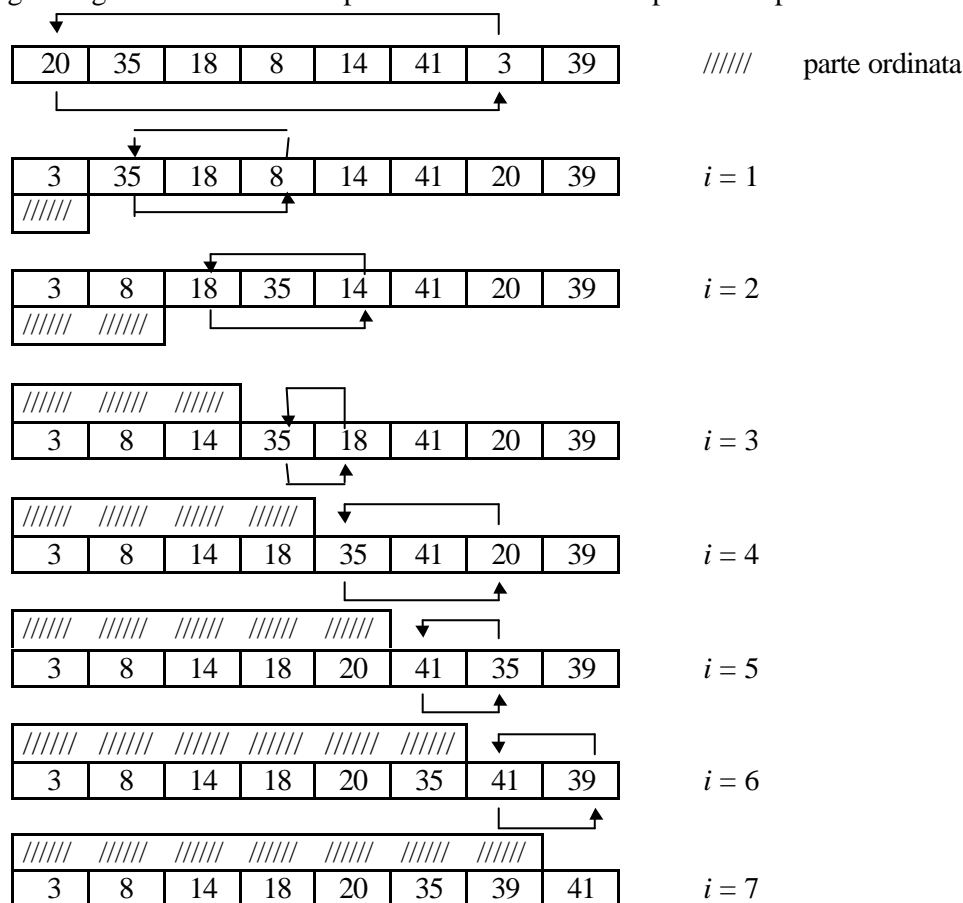 20 35 18 8 14 41 3 39 ////// parte ordinata
3 35 18 8 14 41 20 39 i = 1
//////
3 8 18 35 14 41 20 39 i = 2
////// //////
////// ////// //////
3 8 14 35 18 41 20 39 i = 3
////// ////// ////// //////
3 8 14 18 35 41 20 39 i = 4
////// ////// ////// ////// //////
3 8 14 18 20 41 35 39 i = 5
////// ////// ////// ////// ////// //////
3 8 14 18 20 35 41 39 i = 6
////// ////// ////// ////// ////// ////// //////
3 8 14 18 20 35 39 41 i = 7